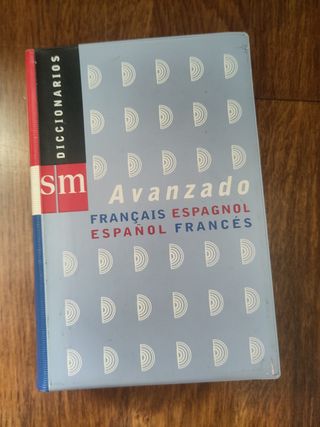 DICCIONARIOS
sm
Avanzado
FRANÇAIS ESPAGNOL
ESPAÑOL FRANCÉS